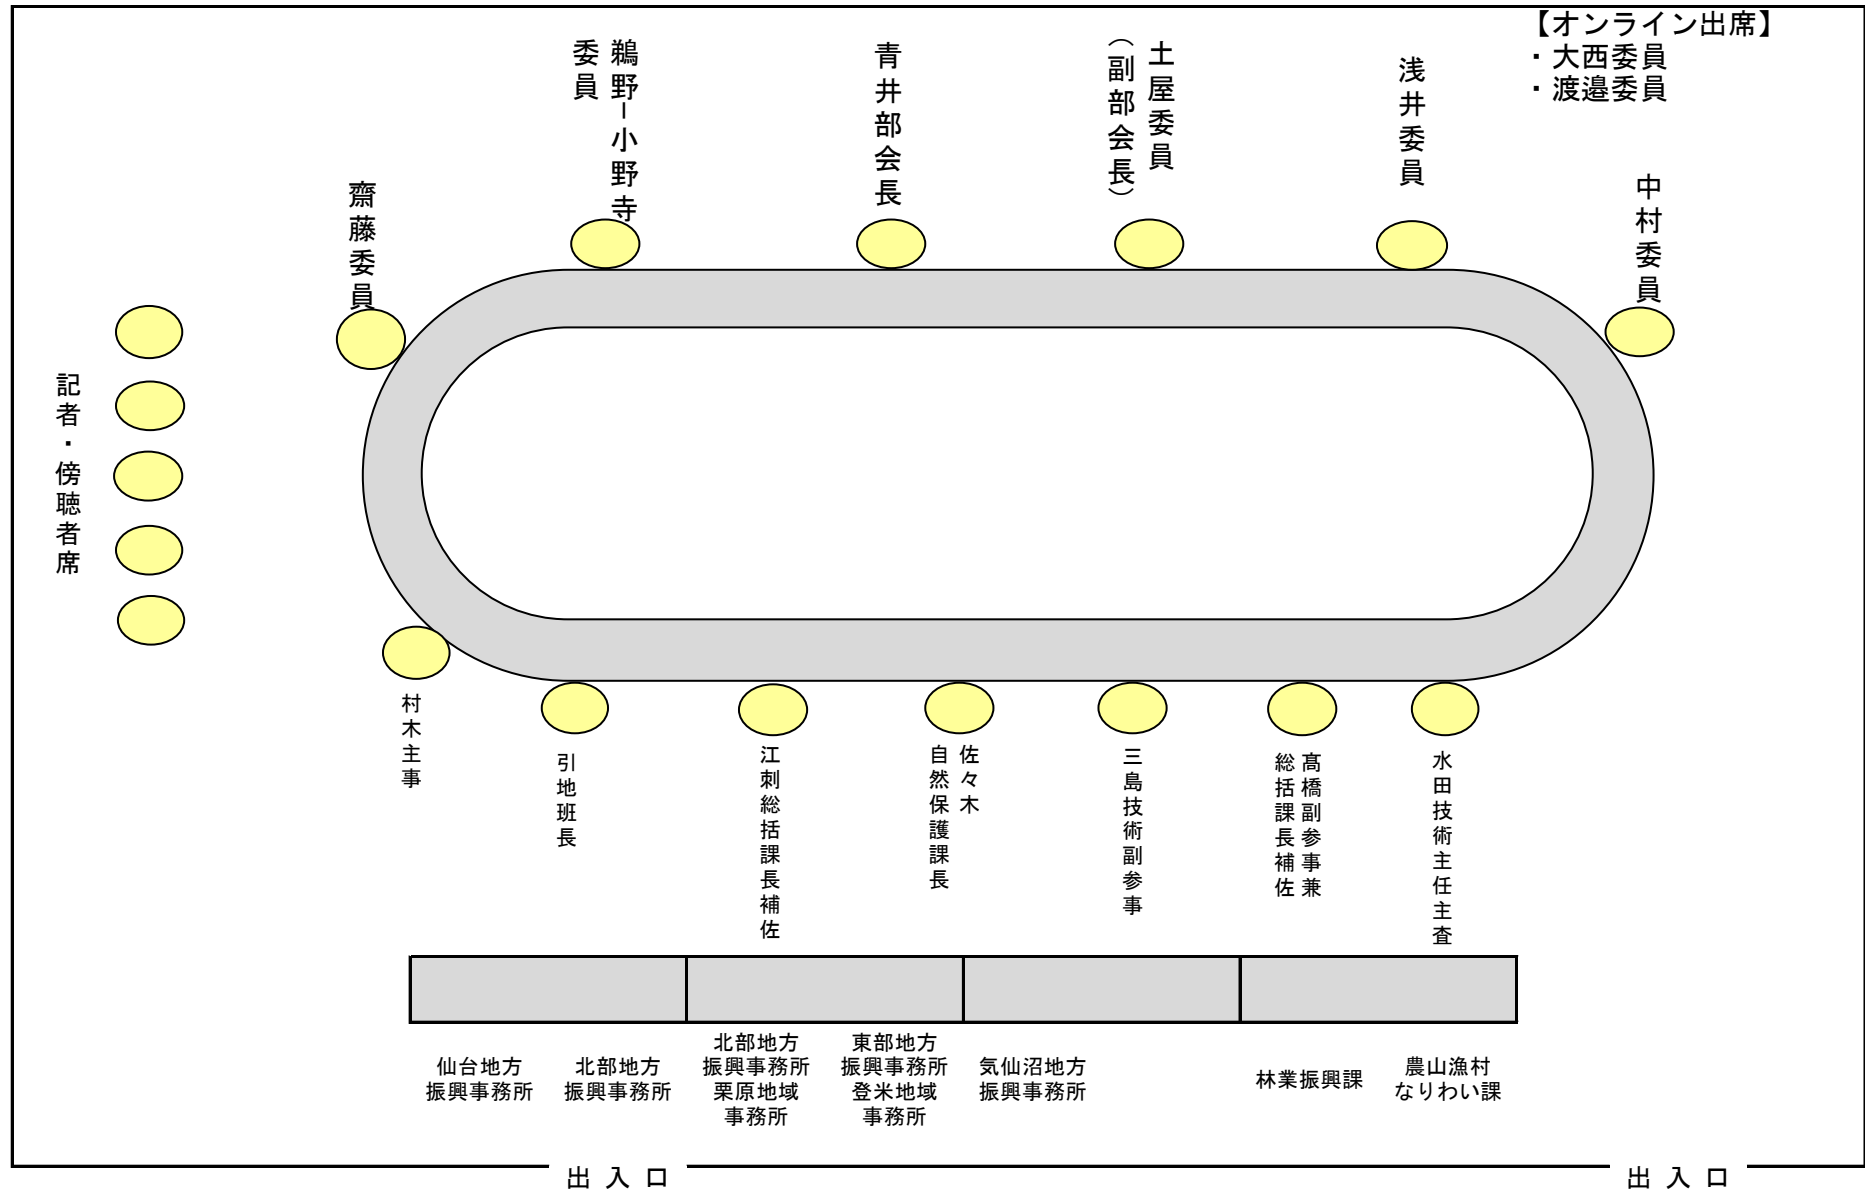 【オンライン出席】
・大西委員
・渡邉委員
鵜野-小野寺
委員
青井部会長
土屋委員
（副部会長）
浅井委員
齋藤委員
中村委員
記者・傍聴者席
村木主事
引地班長
江刺総括課長補佐
佐々木
自然保護課長
三島技術副参事
髙橋副参事兼
総括課長補佐
水田技術主任主査
仙台地方
振興事務所
北部地方
振興事務所
北部地方
振興事務所
栗原地域
事務所
東部地方
振興事務所
登米地域
事務所
気仙沼地方
振興事務所
林業振興課
農山漁村
なりわい課
出入口
出入口